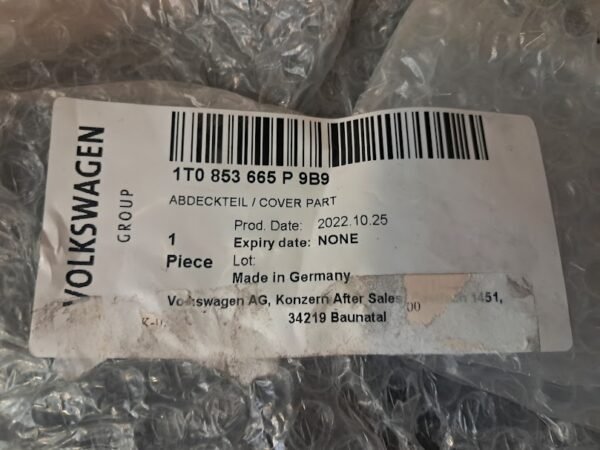 VOLKSWAGEN
GROUP
1T0 853 665 P 9B9
ABDECKTEIL / COVER PART
Prod. Date: 2022.10.25
1 Expiry date: NONE
Piece Lot:
Made in Germany
Volkswagen AG, Konzern After Sales, 1451,
00
34219 Baunatal